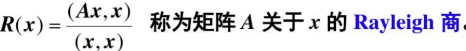 R(x) = (Ax, x) / (x, x) 称为矩阵 A 关于 x 的 Rayleigh 商。